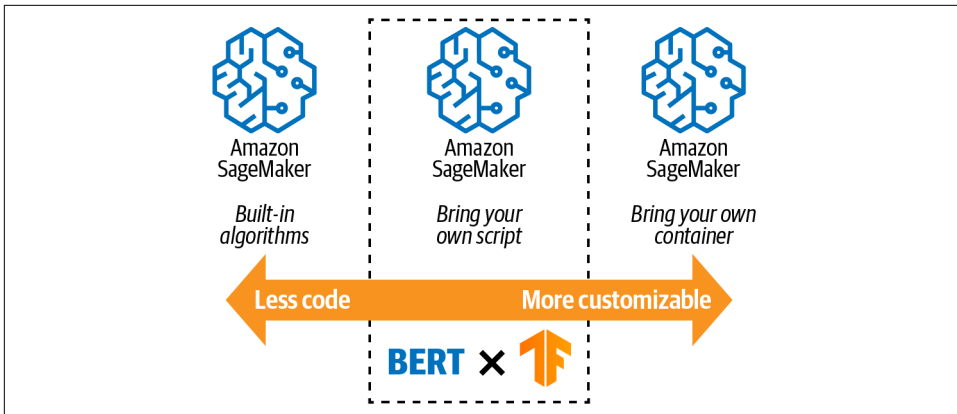 Amazon
SageMaker
Built-in
algorithms
Amazon
SageMaker
Bring your
own script
Amazon
SageMaker
Bring your own
container
Less code
More customizable
BERT ×